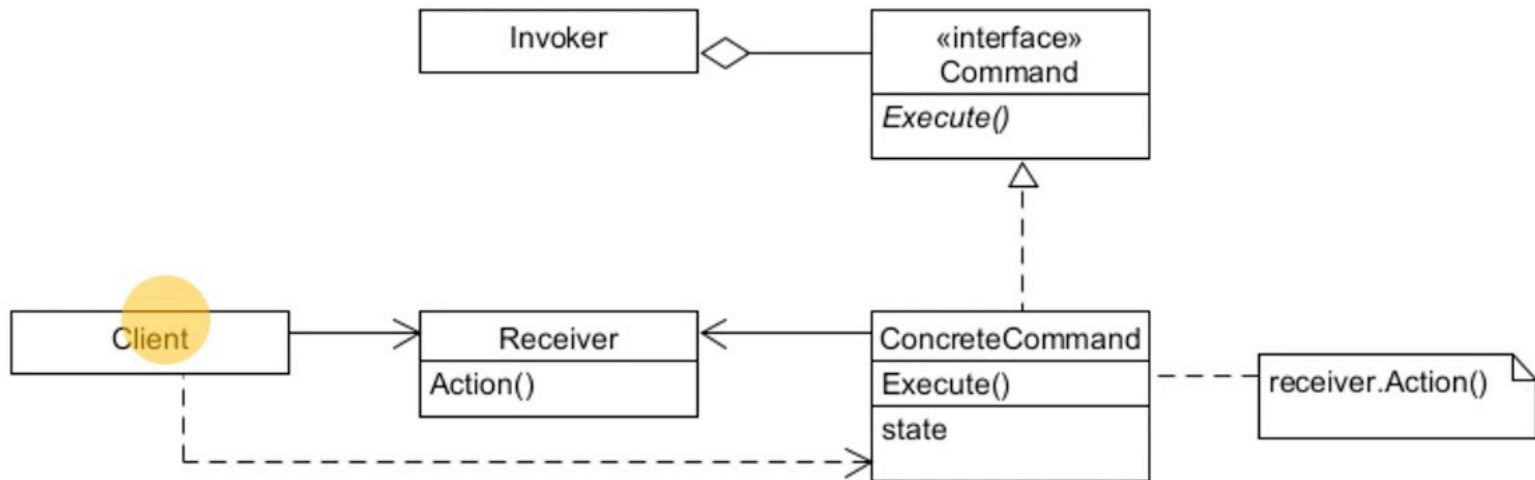 Invoker
«interface»
Command
Execute()
Client
Receiver
Action()
ConcreteCommand
Execute()
state
receiver.Action()